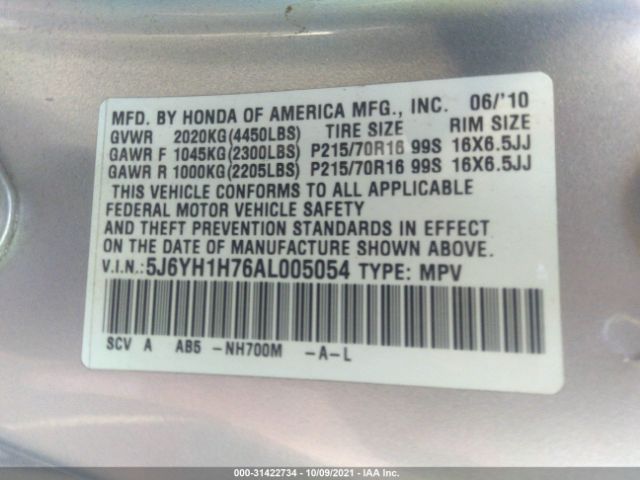 MFD. BY HONDA OF AMERICA MFG., INC. 06/'10
GVWR 2020KG(4450LBS) TIRE SIZE RIM SIZE
GAWR F 1045KG(2300LBS) P215/70R16 99S 16X6.5JJ
GAWR R 1000KG(2205LBS) P215/70R16 99S 16X6.5JJ
THIS VEHICLE CONFORMS TO ALL APPLICABLE
FEDERAL MOTOR VEHICLE SAFETY
AND THEFT PREVENTION STANDARDS IN EFFECT
ON THE DATE OF MANUFACTURE SHOWN ABOVE.
V.I.N.:5J6YH1H76AL005054 TYPE: MPV
SCV A AB5 -NH700M -A-L
000-31422734 - 10/09/2021 - IAA Inc.